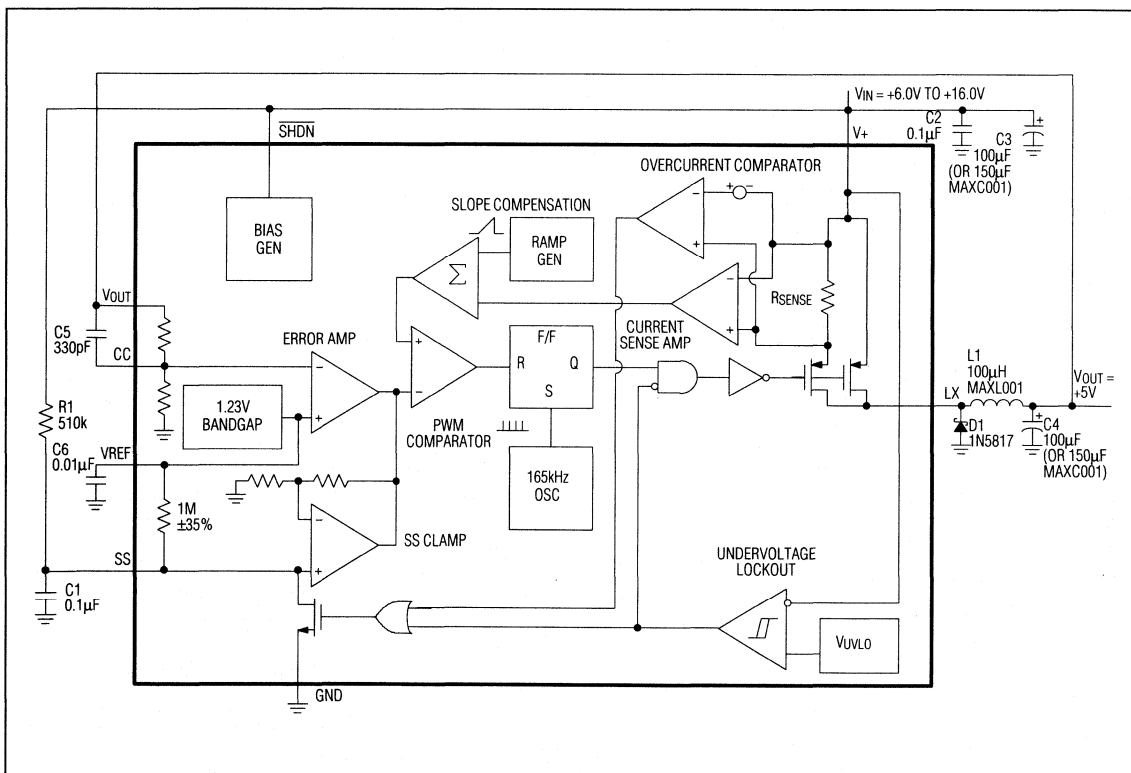 VIN = +6.0V TO +16.0V
SHDN
V+
C2
0.1µF
C3
100µF
(OR 150µF
MAXC001)
OVERCURRENT COMPARATOR
+ -
-
+
SLOPE COMPENSATION
BIAS
GEN
RAMP
GEN
Σ
-
+
RSENSE
CURRENT
SENSE AMP
VOUT
C5
330pF
CC
ERROR AMP
-
+
+
-
F/F
R
Q
S
PWM
COMPARATOR
1.23V
BANDGAP
R1
510k
C6
0.01µF
VREF
165kHz
OSC
L1
100µH
MAXL001
VOUT =
+5V
LX
D1
1N5817
+
C4
100µF
(OR 150µF
MAXC001)
1M
±35%
-
+
SS CLAMP
SS
C1
0.1µF
UNDERVOLTAGE
LOCKOUT
VUVLO
GND